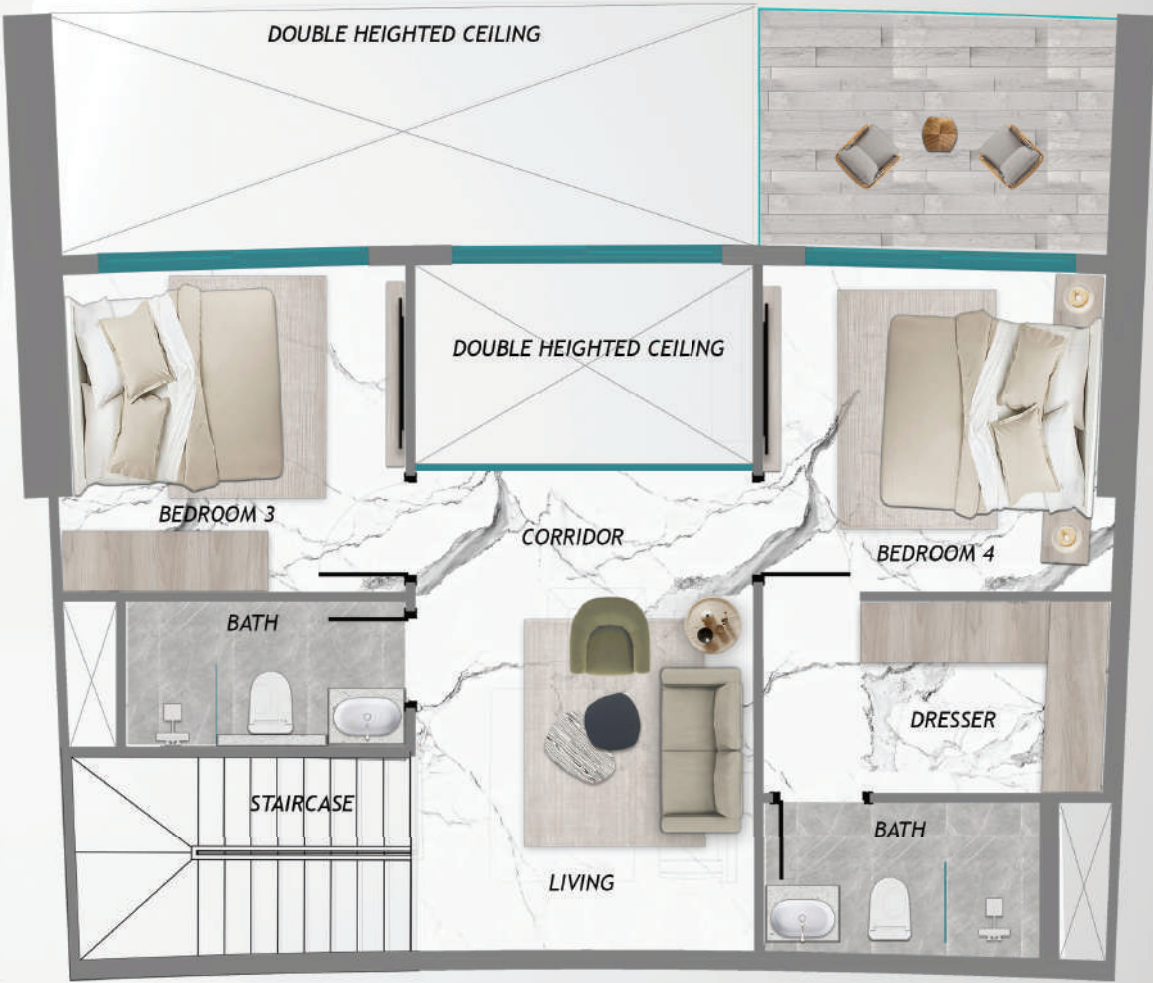 DOUBLE HEIGHTED CEILING
DOUBLE HEIGHTED CEILING
BEDROOM 3
CORRIDOR
BEDROOM 4
BATH
DRESSER
STAIRCASE
BATH
LIVING